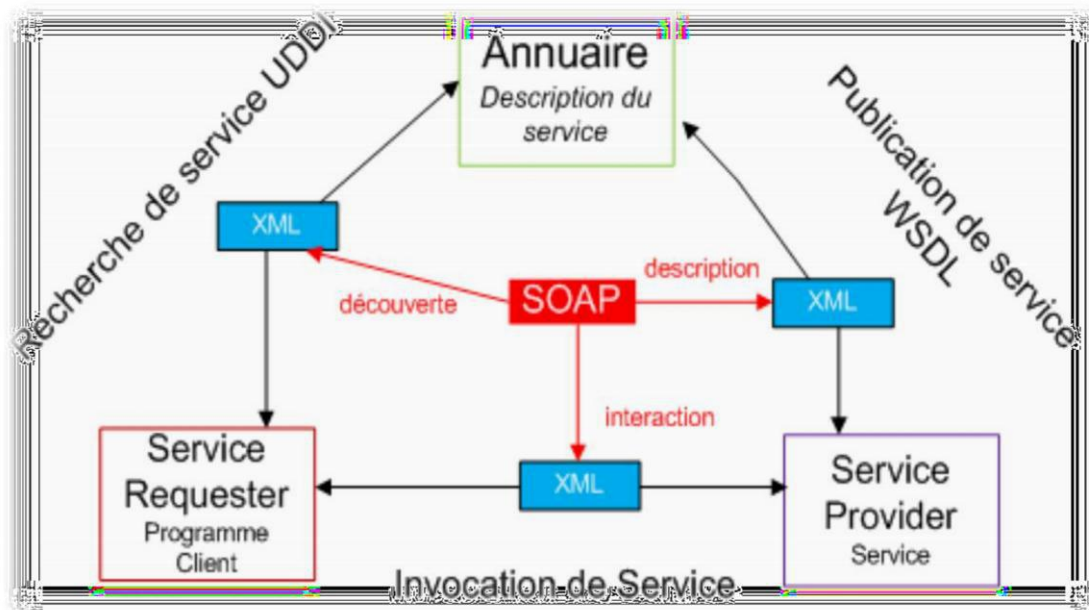 Annuaire
Description du
service
Recherche de service UDDI
Publication de service
WSDL
XML
description
SOAP
XML
découverte
interaction
XML
Service
Requester
Programme
Client
Service
Provider
Service
Invocation de Service